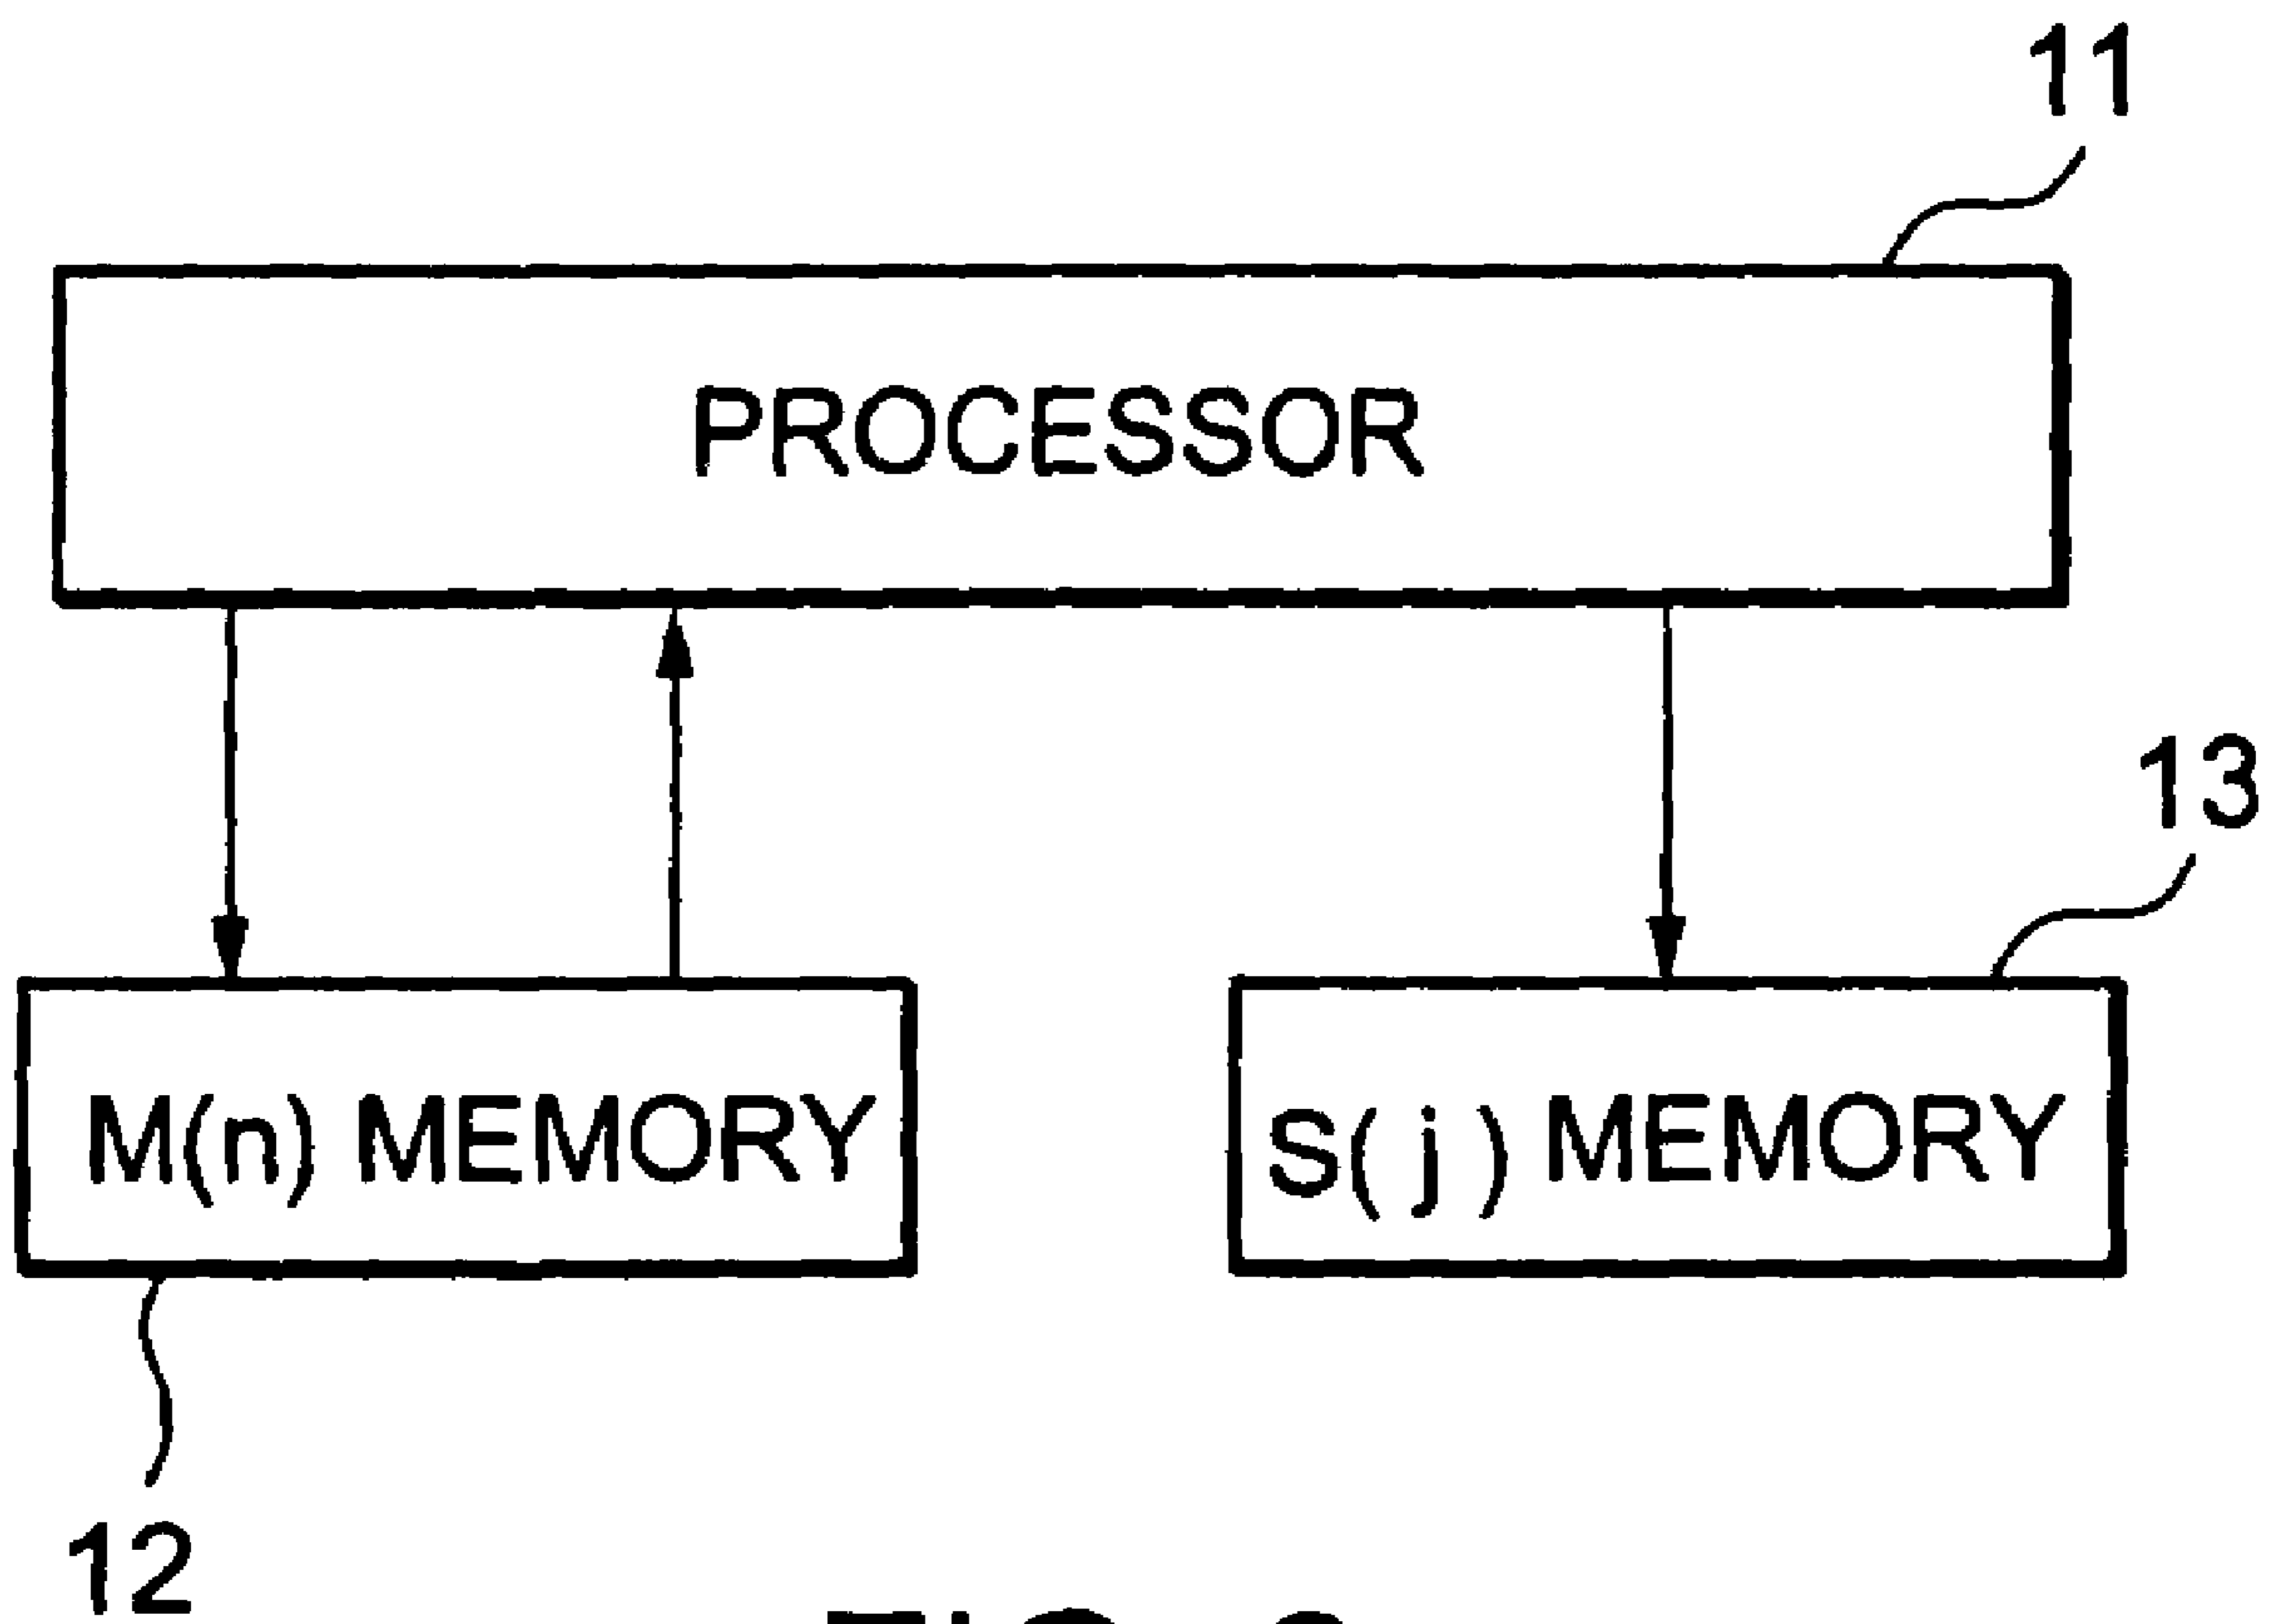 11
PROCESSOR
13
M(n) MEMORY
S( j ) MEMORY
12